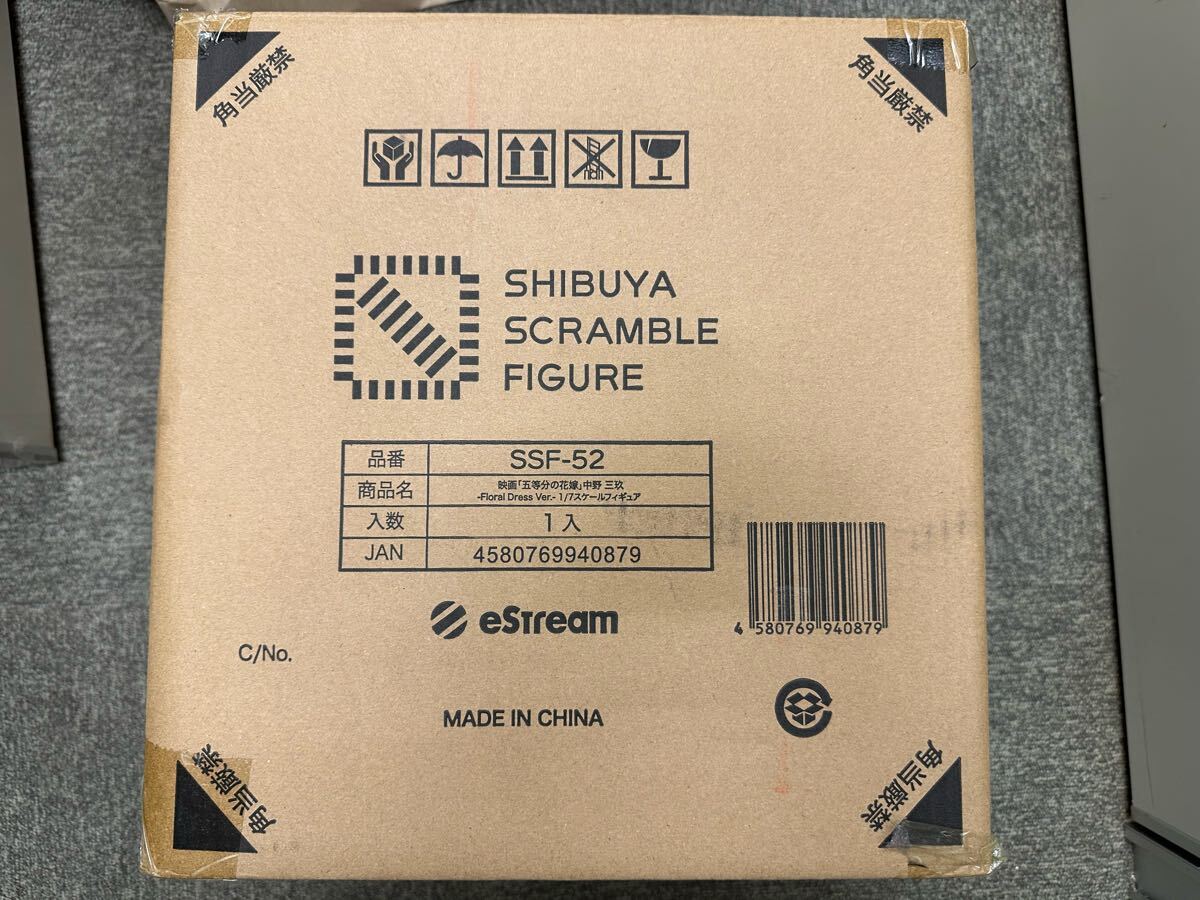 角当厳禁
角当厳禁
SHIBUYA
SCRAMBLE
FIGURE
品番 SSF-52
商品名 映画「五等分の花嫁」中野 三玖
-Floral Dress Ver.- 1/7スケールフィギュア
入数 1入
JAN 4580769940879
4 580769 940879
eStream
C/No.
MADE IN CHINA
角当厳禁
角当厳禁